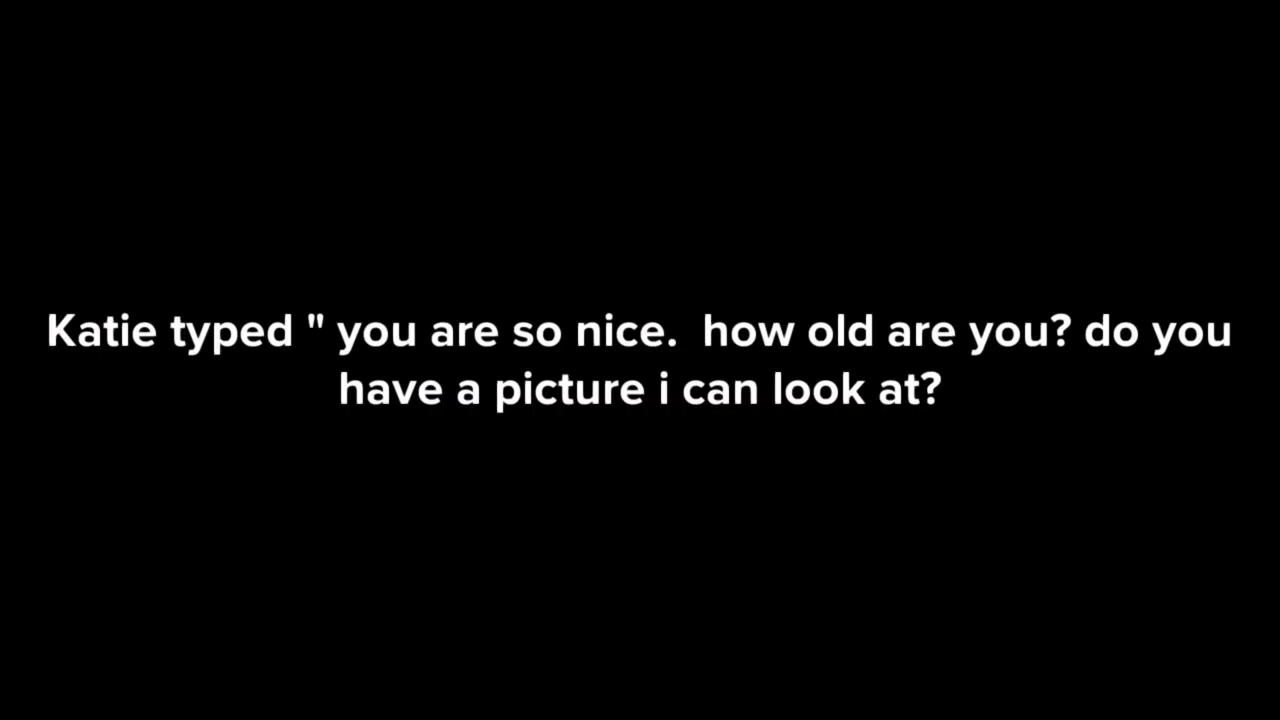 Katie typed " you are so nice.  how old are you? do you
have a picture i can look at?